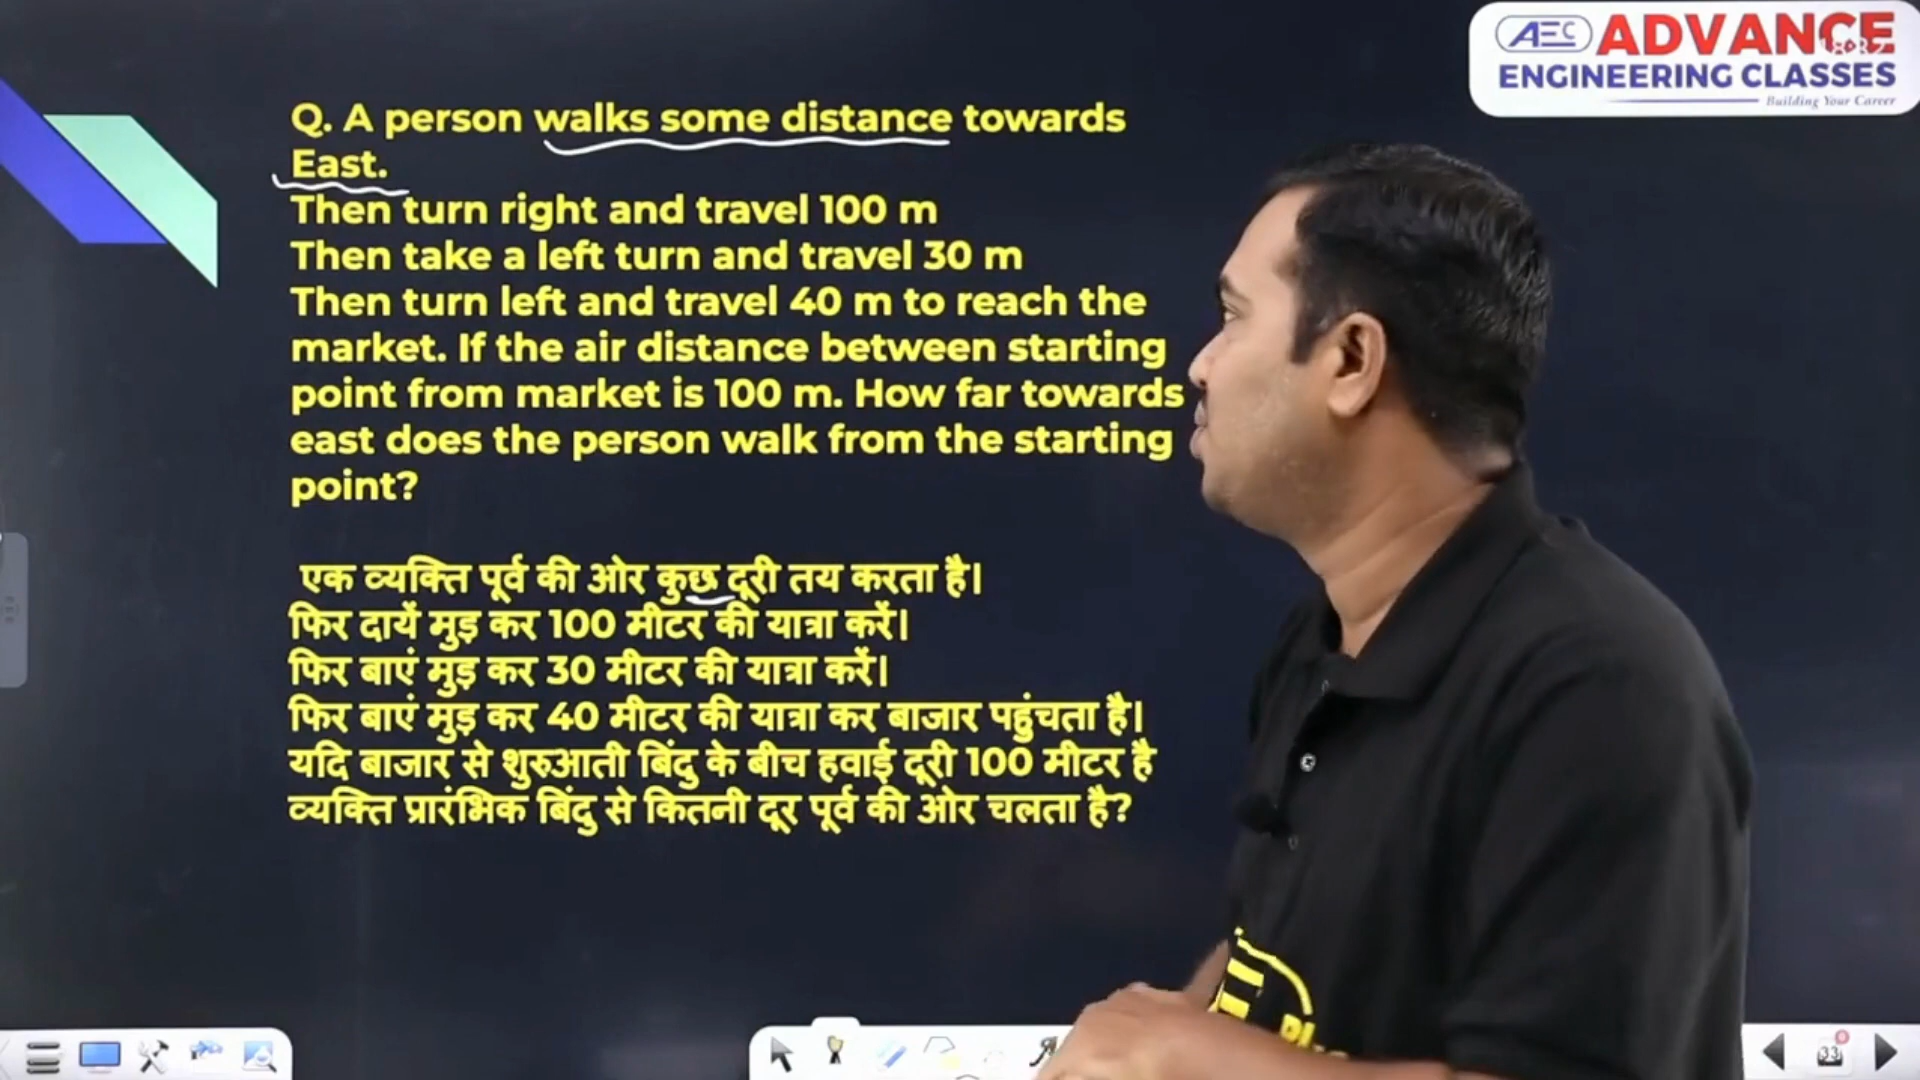 AEC ADVANCE
ENGINEERING CLASSES
Building Your Career
Q. A person walks some distance towards
East.
Then turn right and travel 100 m
Then take a left turn and travel 30 m
Then turn left and travel 40 m to reach the
market. If the air distance between starting
point from market is 100 m. How far towards
east does the person walk from the starting
point?
एक व्यक्ति पूर्व की ओर कुछ दूरी तय करता है।
फिर दायें मुड़ कर 100 मीटर की यात्रा करें।
फिर बाएं मुड़ कर 30 मीटर की यात्रा करें।
फिर बाएं मुड़ कर 40 मीटर की यात्रा कर बाजार पहुंचता है।
यदि बाजार से शुरुआती बिंदु के बीच हवाई दूरी 100 मीटर है
व्यक्ति प्रारंभिक बिंदु से कितनी दूर पूर्व की ओर चलता है?
33